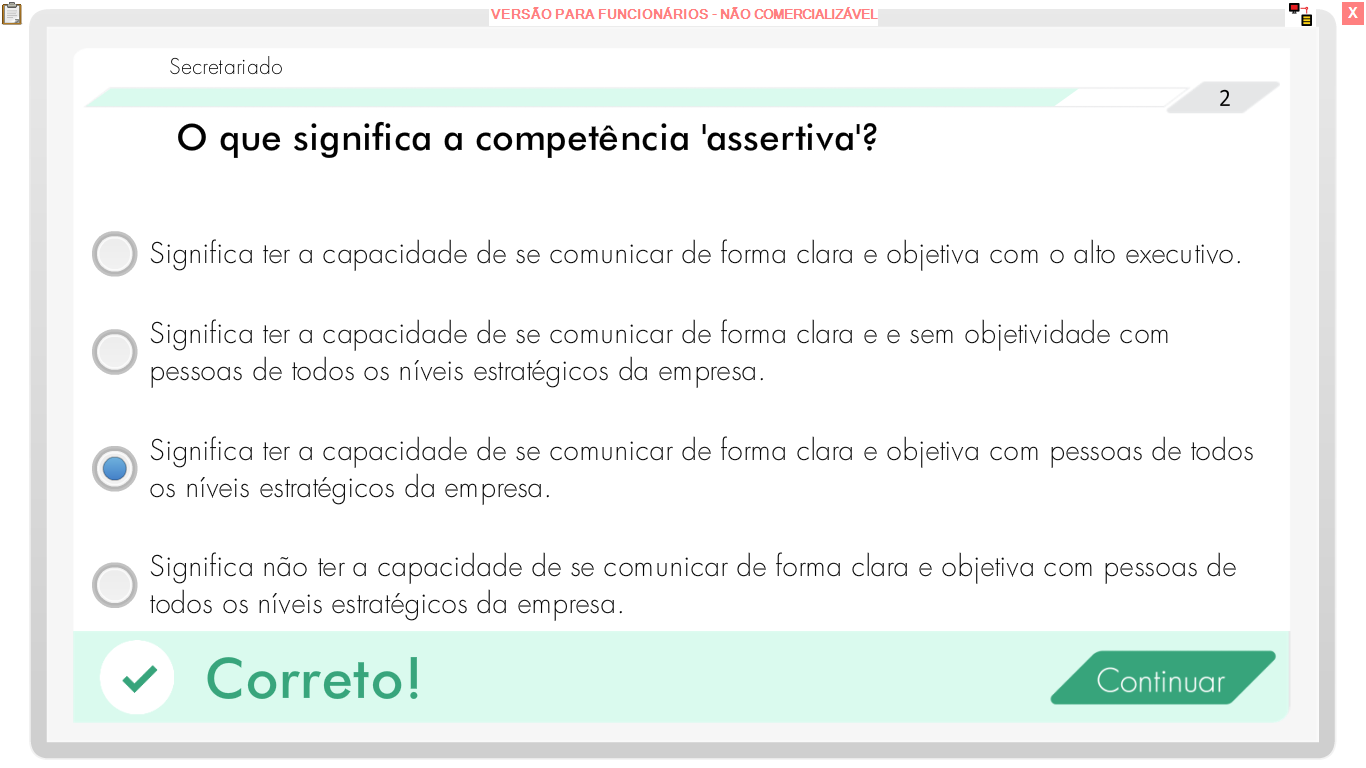 VERSÃO PARA FUNCIONÁRIOS - NÃO COMERCIALIZÁVEL
X
Secretariado
2
O que significa a competência 'assertiva'?
Significa ter a capacidade de se comunicar de forma clara e objetiva com o alto executivo.
Significa ter a capacidade de se comunicar de forma clara e e sem objetividade com
pessoas de todos os níveis estratégicos da empresa.
Significa ter a capacidade de se comunicar de forma clara e objetiva com pessoas de todos
os níveis estratégicos da empresa.
Significa não ter a capacidade de se comunicar de forma clara e objetiva com pessoas de
todos os níveis estratégicos da empresa.
Correto!
Continuar